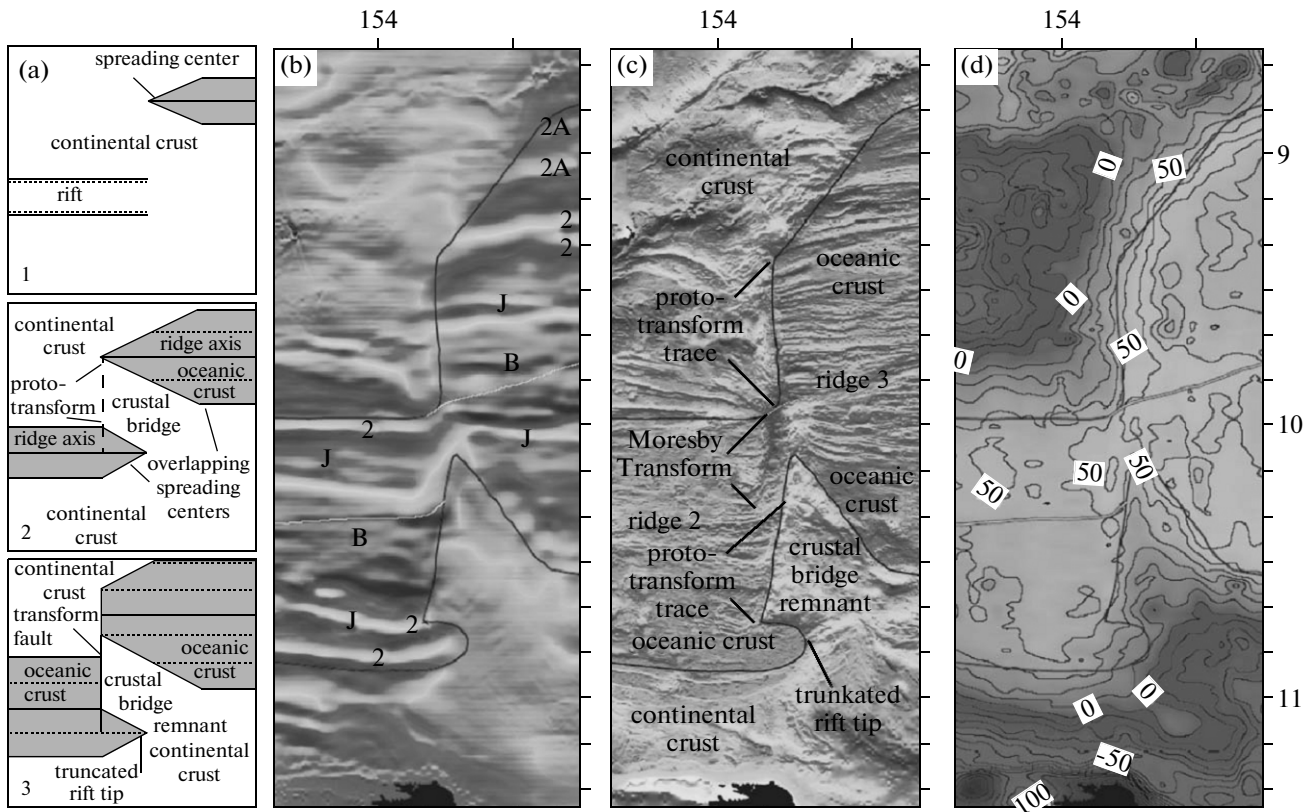 154
154
154
(a)
spreading center
continental crust
rift
1
continental
crust
ridge axis
oceanic
crust
proto-
transform
crustal
bridge
ridge axis
overlapping
spreading
centers
2
continental
crust
continental
crust
transform
fault
oceanic
crust
oceanic
crust
crustal
bridge
remnant
continental
crust
truncated
rift tip
3
(b)
2A
2A
2
2
J
B
2
J
J
B
J
2
2
(c)
continental
crust
oceanic
crust
proto-
transform
trace
ridge 3
Moresby
Transform
oceanic
crust
ridge 2
proto-
transform
trace
crustal
bridge
remnant
oceanic crust
trunkated
rift tip
continental
crust
(d)
0
50
0
50
0
50
50
50
0
0
-50
100
9
10
11